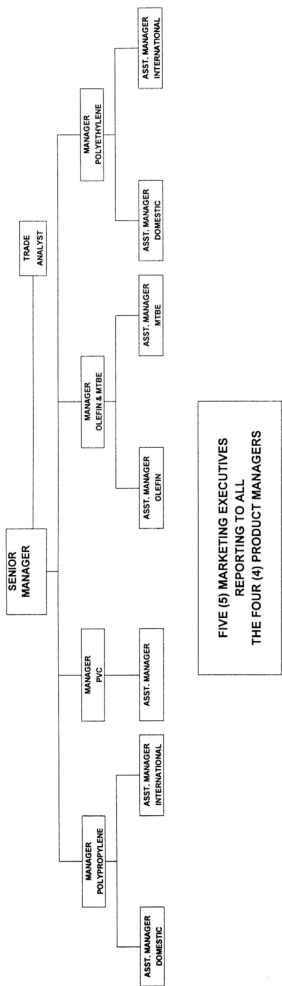 SENIOR
MANAGER
TRADE
ANALYST
MANAGER
POLYPROPYLENE
MANAGER
PVC
MANAGER
OLEFIN & MTBE
MANAGER
POLYETHYLENE
ASST. MANAGER
DOMESTIC
ASST. MANAGER
INTERNATIONAL
ASST. MANAGER
ASST. MANAGER
OLEFIN
ASST. MANAGER
MTBE
ASST. MANAGER
DOMESTIC
ASST. MANAGER
INTERNATIONAL
FIVE (5) MARKETING EXECUTIVES
REPORTING TO ALL
THE FOUR (4) PRODUCT MANAGERS